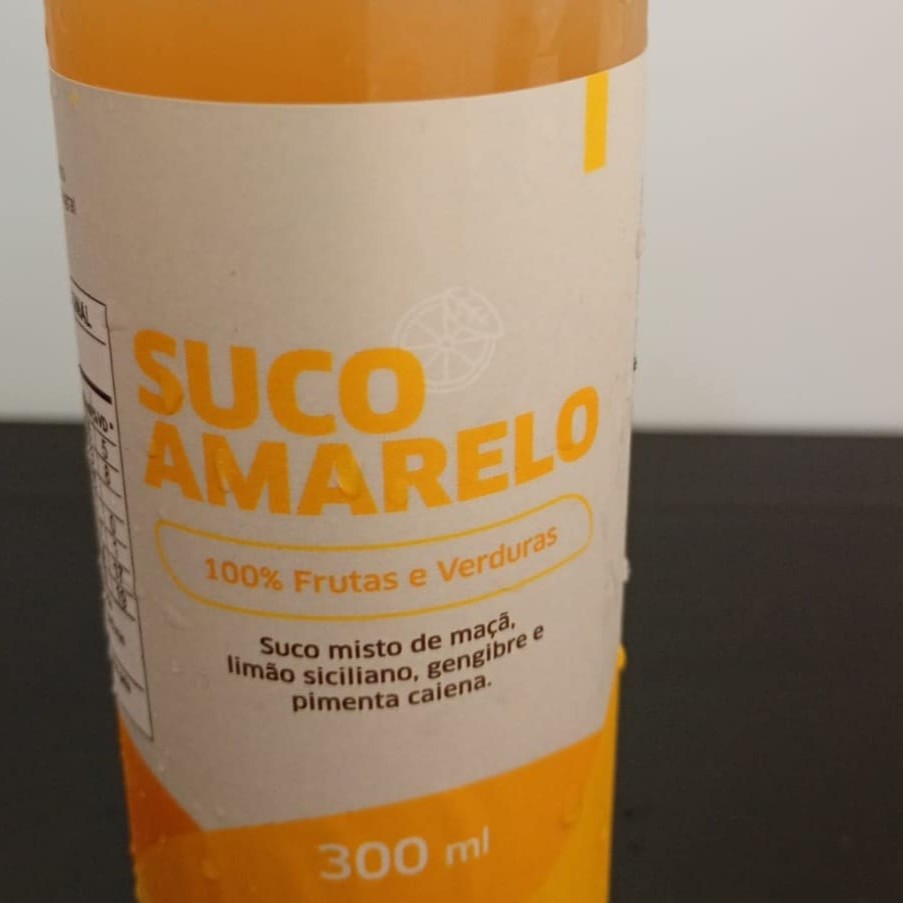 SUCO
AMARELO
100% Frutas e Verduras
Suco misto de maçã,
limão siciliano, gengibre e
pimenta caiena.
300 ml